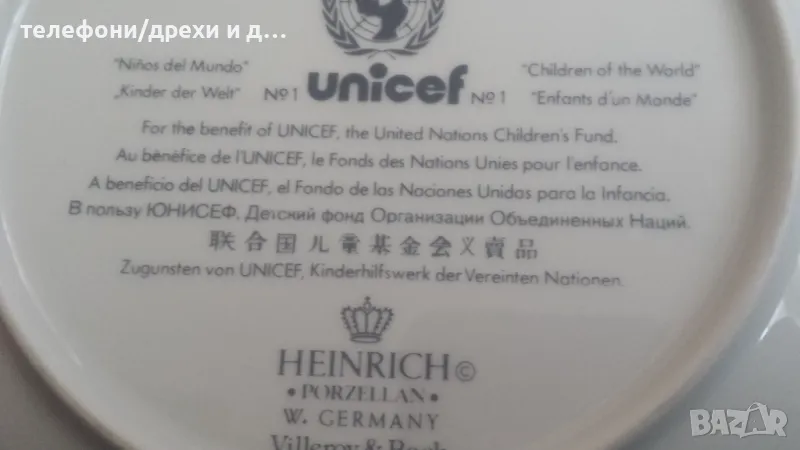 телефони/дрехи и д...
"Niños del Mundo" "Children of the World"
„Kinder der Welt" Nº1 unicef Nº1 "Enfants d'un Monde"
For the benefit of UNICEF, the United Nations Children's Fund.
Au bénéfice de l'UNICEF, le Fonds des Nations Unies pour l'enfance.
A beneficio del UNICEF, el Fondo de las Naciones Unidas para la Infancia.
В пользу ЮНИСЕФ, Детский фонд Организации Объединенных Наций.
联合国儿童基金会义賣品
Zugunsten von UNICEF, Kinderhilfswerk der Vereinten Nationen.
HEINRICH©
• PORZELLAN •
W. GERMANY
Villeroy & Boch
BAZAR